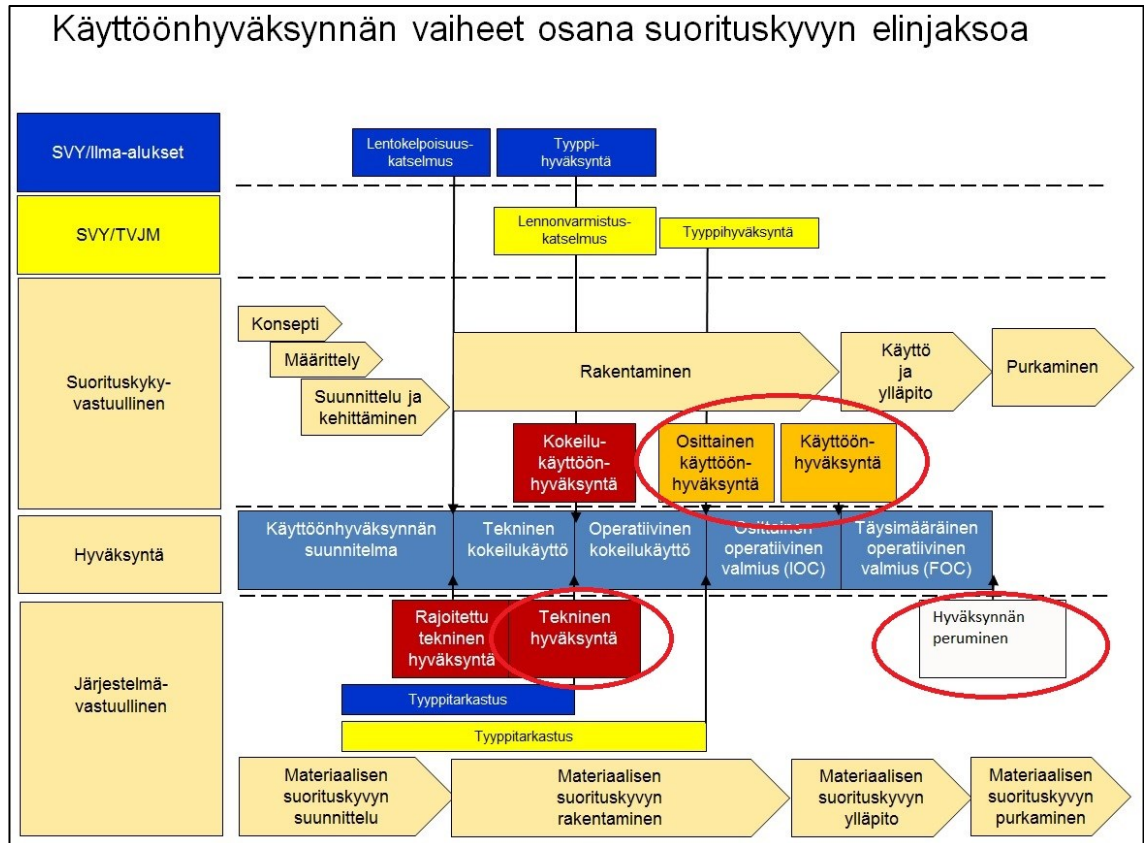 Käyttöönhyväksynnän vaiheet osana suorituskyvyn elinjaksoa
SVY/Ilma-alukset
Lentokelpoisuus-
katselmus
Tyyppi-
hyväksyntä
SVY/TVJM
Lennonvarmistus-
katselmus
Tyyppihyväksyntä
Suorituskyky-
vastuullinen
Konsepti
Määrittely
Suunnittelu ja
kehittäminen
Rakentaminen
Käyttö
ja
ylläpito
Purkaminen
Kokeilu-
käyttöön-
hyväksyntä
Osittainen
käyttöön-
hyväksyntä
Käyttöön-
hyväksyntä
Hyväksyntä
Käyttöönhyväksynnän
suunnitelma
Tekninen
kokeilukäyttö
Operatiivinen
kokeilukäyttö
Osittainen
operatiivinen
valmius (IOC)
Täysimääräinen
operatiivinen
valmius (FOC)
Järjestelmä-
vastuullinen
Rajoitettu
tekninen
hyväksyntä
Tekninen
hyväksyntä
Hyväksynnän
peruminen
Tyyppitarkastus
Tyyppitarkastus
Materiaalisen
suorituskyvyn
suunnittelu
Materiaalisen
suorituskyvyn
rakentaminen
Materiaalisen
suorituskyvyn
ylläpito
Materiaalisen
suorituskyvyn
purkaminen